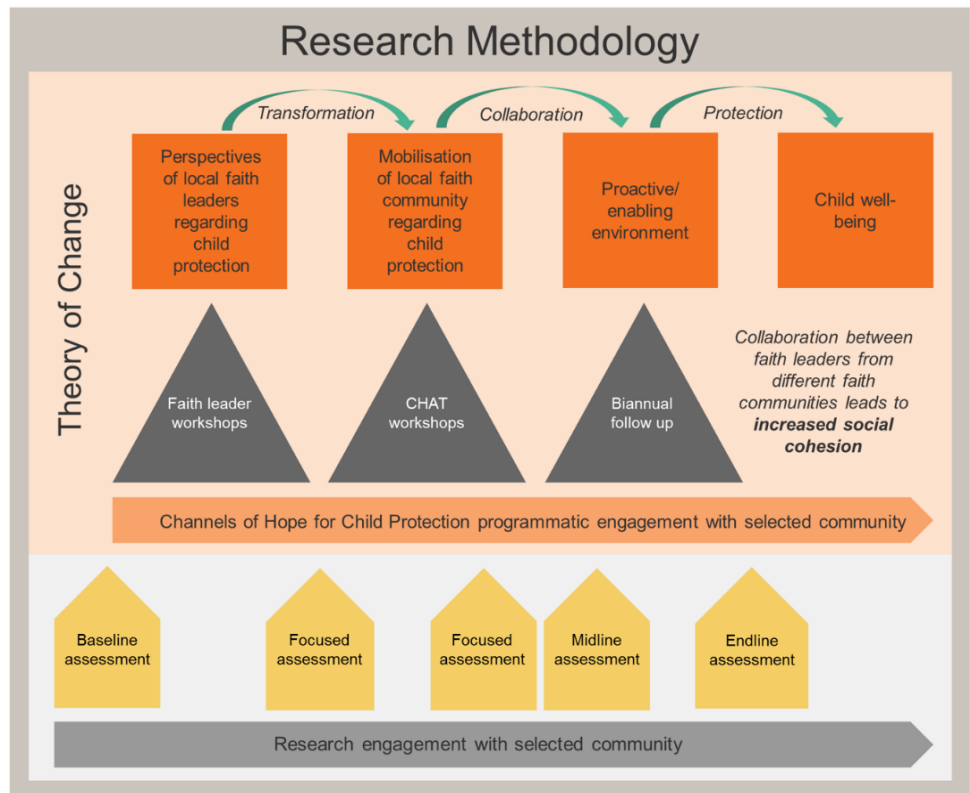 Research Methodology
Theory of Change
Transformation
Collaboration
Protection
Perspectives
of local faith
leaders
regarding
child
protection
Mobilisation
of local faith
community
regarding
child
protection
Proactive/
enabling
environment
Child well-
being
Faith leader
workshops
CHAT
workshops
Biannual
follow up
Collaboration between
faith leaders from
different faith
communities leads to
increased social
cohesion
Channels of Hope for Child Protection programmatic engagement with selected community
Baseline
assessment
Focused
assessment
Focused
assessment
Midline
assessment
Endline
assessment
Research engagement with selected community